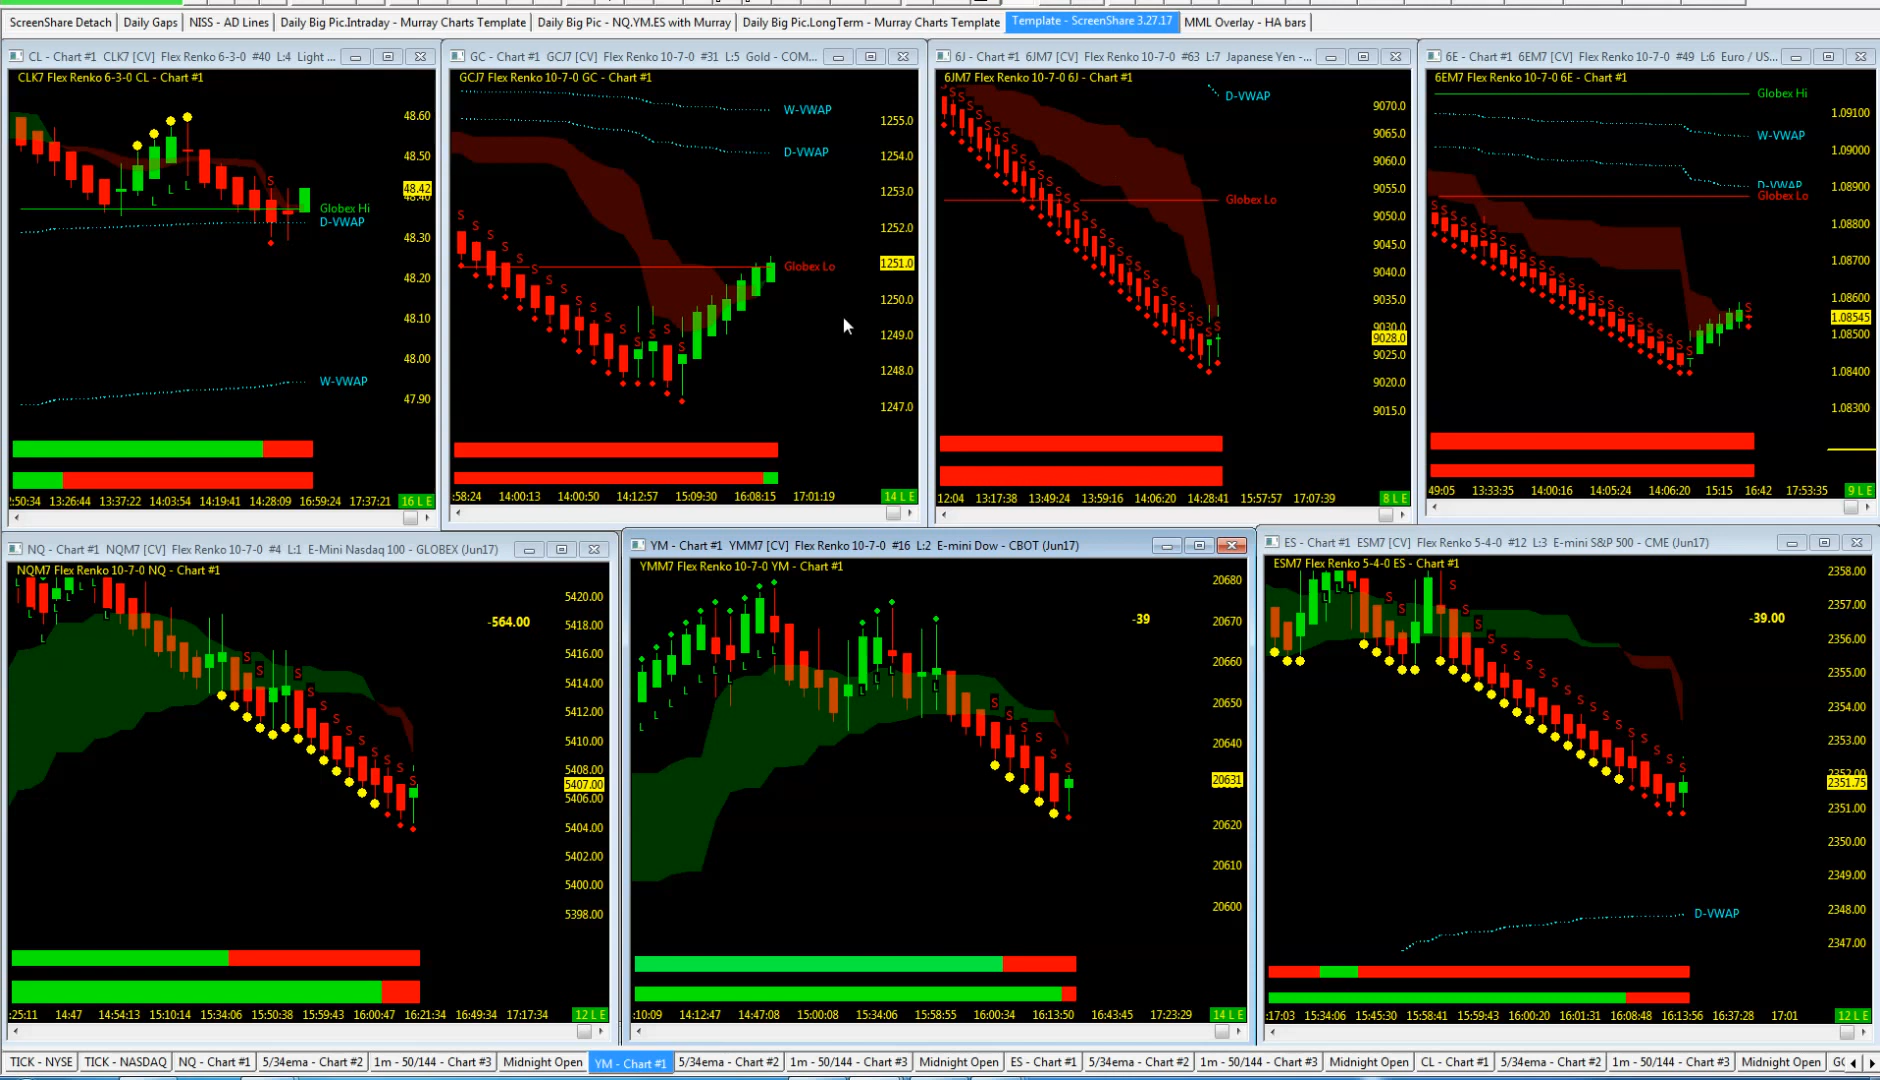 ScreenShare Detach Daily Gaps NISS - AD Lines Daily Big Pic.Intraday - Murray Charts Template Daily Big Pic - NQ.YM.ES with Murray Daily Big Pic.LongTerm - Murray Charts Template Template - ScreenShare 3.27.17 MML Overlay - HA bars
CL - Chart #1 CLK7 [CV] Flex Renko 6-3-0 #40 L:4 Light ...
CLK7 Flex Renko 6-3-0 CL - Chart #1
48.60
48.50
48.42
48.40
Globex Hi
D-VWAP
48.30
48.20
48.10
48.00
W-VWAP
47.90
:50:34 13:26:44 13:37:22 14:03:54 14:19:41 14:28:09 16:59:24 17:37:21 16 L E
GC - Chart #1 GCJ7 [CV] Flex Renko 10-7-0 #31 L:5 Gold - COM...
GCJ7 Flex Renko 10-7-0 GC - Chart #1
W-VWAP
1255.0
D-VWAP
1254.0
1253.0
1252.0
Globex Lo
1251.0
1250.0
1249.0
1248.0
1247.0
:58:24 14:00:13 14:00:50 14:12:57 15:09:30 16:08:15 17:01:19 14 L E
6J - Chart #1 6JM7 [CV] Flex Renko 10-7-0 #63 L:7 Japanese Yen -...
6JM7 Flex Renko 10-7-0 6J - Chart #1
D-VWAP
9070.0
9065.0
9060.0
9055.0
Globex Lo
9050.0
9045.0
9040.0
9035.0
9030.0
9028.0
9025.0
9020.0
9015.0
12:04 13:17:38 13:49:24 13:59:16 14:06:20 14:28:41 15:57:57 17:07:39 8 L E
6E - Chart #1 6EM7 [CV] Flex Renko 10-7-0 #49 L:6 Euro / US...
6EM7 Flex Renko 10-7-0 6E - Chart #1
Globex Hi
1.09100
W-VWAP
1.09000
D-VWAP
1.08900
Globex Lo
1.08800
1.08700
1.08600
1.08545
1.08500
1.08400
1.08300
49:05 13:33:35 14:00:16 14:05:24 14:06:20 15:15 16:42 17:53:35 9 L E
NQ - Chart #1 NQM7 [CV] Flex Renko 10-7-0 #4 L:1 E-Mini Nasdaq 100 - GLOBEX (Jun17)
NQM7 Flex Renko 10-7-0 NQ - Chart #1
5420.00
-564.00
5418.00
5416.00
5414.00
5412.00
5410.00
5408.00
5407.00
5406.00
5404.00
5402.00
5400.00
5398.00
:25:11 14:47 14:54:13 15:10:14 15:34:06 15:50:38 15:59:43 16:00:47 16:21:34 16:49:34 17:17:34 12 L E
YM - Chart #1 YMM7 [CV] Flex Renko 10-7-0 #16 L:2 E-mini Dow - CBOT (Jun17)
YMM7 Flex Renko 10-7-0 YM - Chart #1
20680
-39
20670
20660
20650
20640
20631
20620
20610
20600
:10:09 14:12:47 14:47:08 15:00:08 15:34:06 15:58:55 16:00:34 16:13:50 16:43:45 17:23:29 14 L E
ES - Chart #1 ESM7 [CV] Flex Renko 5-4-0 #12 L:3 E-mini S&P 500 - CME (Jun17)
ESM7 Flex Renko 5-4-0 ES - Chart #1
2358.00
2357.00
-39.00
2356.00
2355.00
2354.00
2353.00
2352.00
2351.75
2351.00
2350.00
2349.00
2348.00
D-VWAP
2347.00
:17:03 15:34:06 15:45:30 15:58:41 16:00:20 16:08:48 16:13:56 16:37:28 17:01 12 L E
TICK - NYSE TICK - NASDAQ NQ - Chart #1 5/34ema - Chart #2 1m - 50/144 - Chart #3 Midnight Open YM - Chart #1 5/34ema - Chart #2 1m - 50/144 - Chart #3 Midnight Open ES - Chart #1 5/34ema - Chart #2 1m - 50/144 - Chart #3 Midnight Open CL - Chart #1 5/34ema - Chart #2 1m - 50/144 - Chart #3 Midnight Open